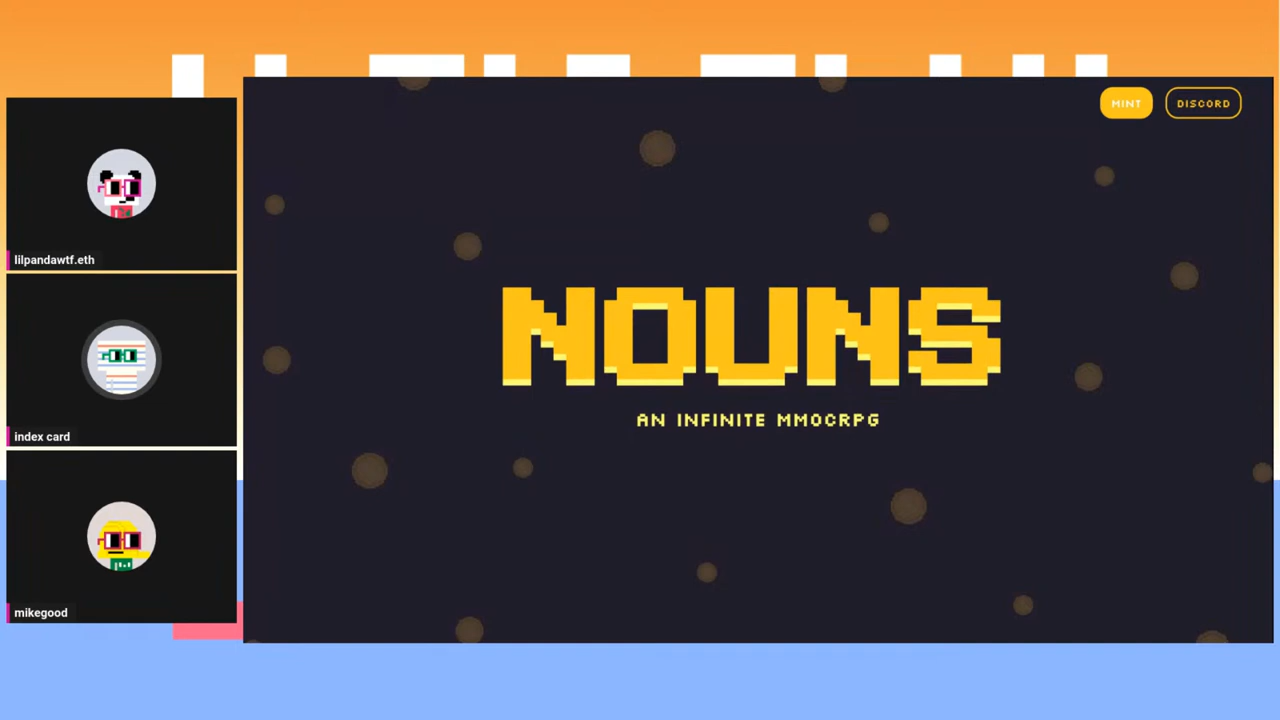 MINT
DISCORD
lilpandawtf.eth
NOUNS
AN INFINITE MMOCRPG
index card
mikegood